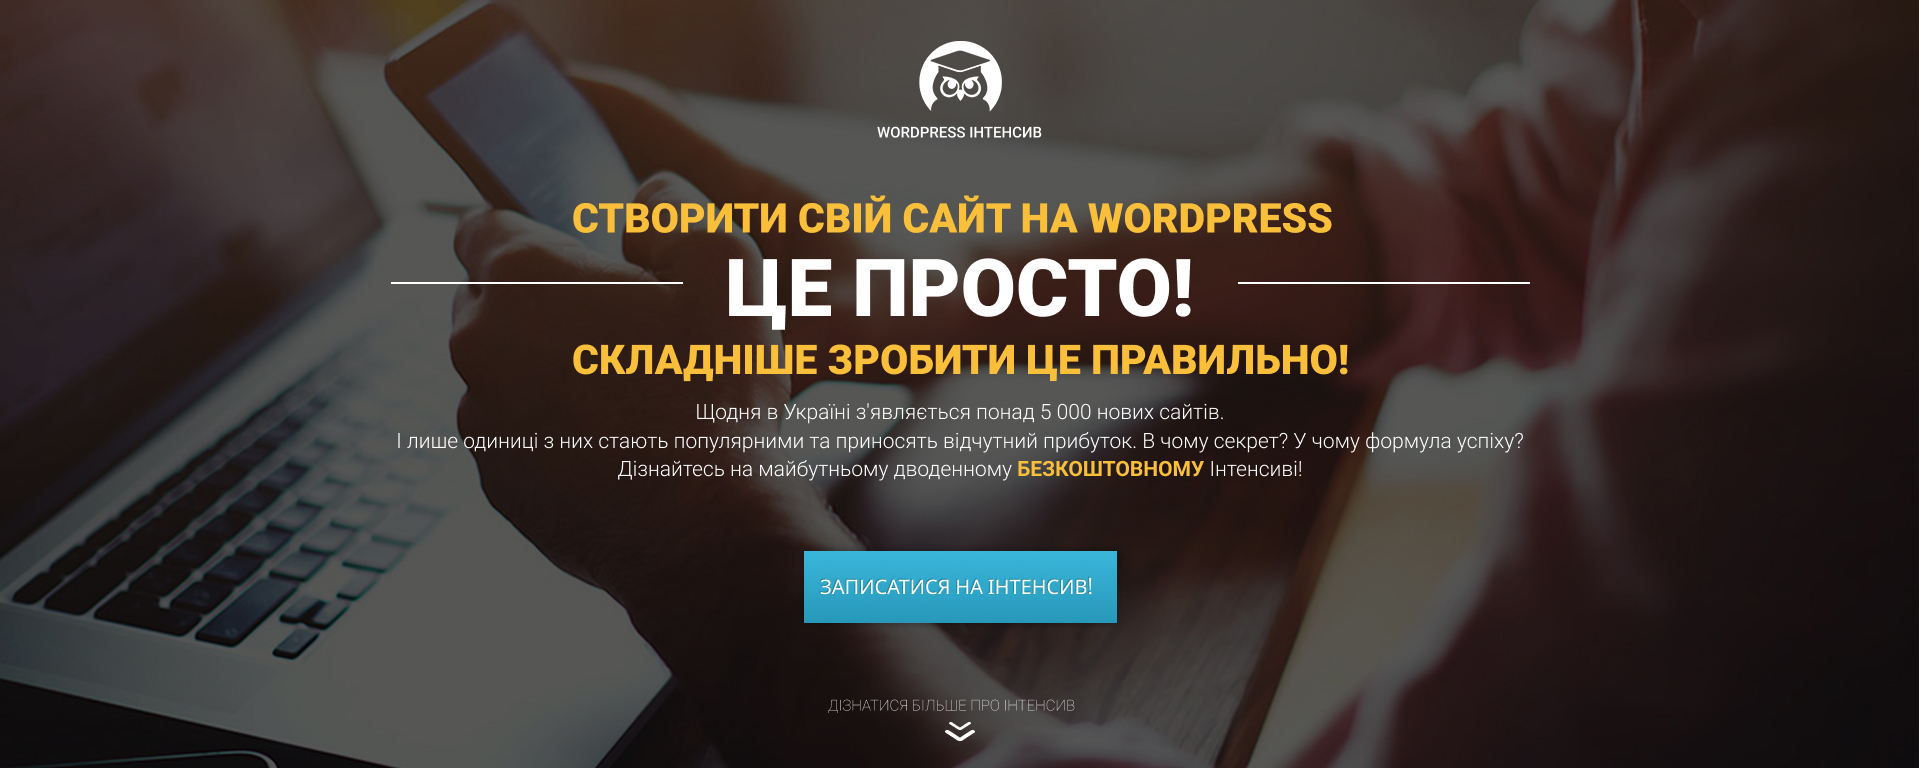 WORDPRESS ІНТЕНСИВ
СТВОРИТИ СВІЙ САЙТ НА WORDPRESS
ЦЕ ПРОСТО!
СКЛАДНІШЕ ЗРОБИТИ ЦЕ ПРАВИЛЬНО!
Щодня в Україні з'являється понад 5 000 нових сайтів.
І лише одиниці з них стають популярними та приносять відчутний прибуток. В чому секрет? У чому формула успіху?
Дізнайтесь на майбутньому дводенному БЕЗКОШТОВНОМУ Інтенсиві!
ЗАПИСАТИСЯ НА ІНТЕНСИВ!
ДІЗНАТИСЯ БІЛЬШЕ ПРО ІНТЕНСИВ